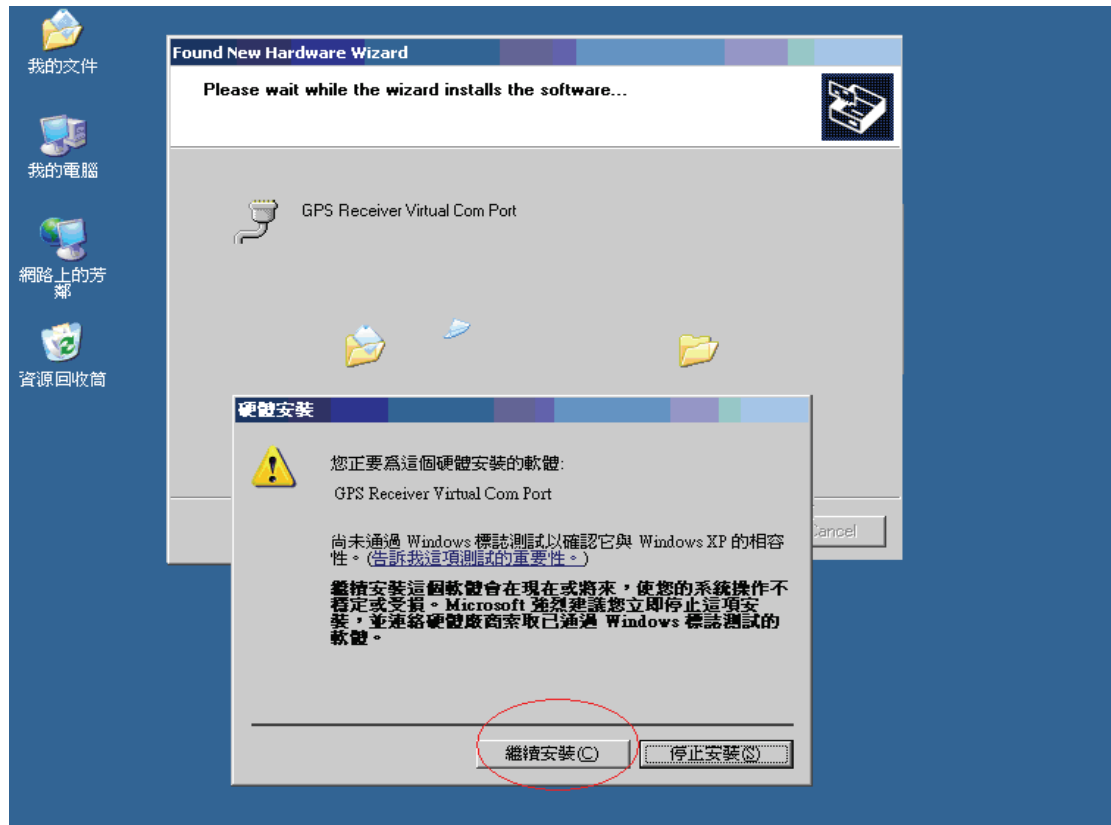 我的文件
我的電腦
網路上的芳
鄰
資源回收筒
Found New Hardware Wizard
Please wait while the wizard installs the software...
GPS Receiver Virtual Com Port
Cancel
硬體安裝
您正要為這個硬體安裝的軟體:
GPS Receiver Virtual Com Port
尚未通過 Windows 標誌測試以確認它與 Windows XP 的相容
性。(告訴我這項測試的重要性。)
繼續安裝這個軟體會在現在或將來，使您的系統操作不
穩定或受損。Microsoft 強烈建議您立即停止這項安
裝，並連絡硬體廠商索取已通過 Windows 標誌測試的
軟體。
繼續安裝(C)
停止安裝(S)